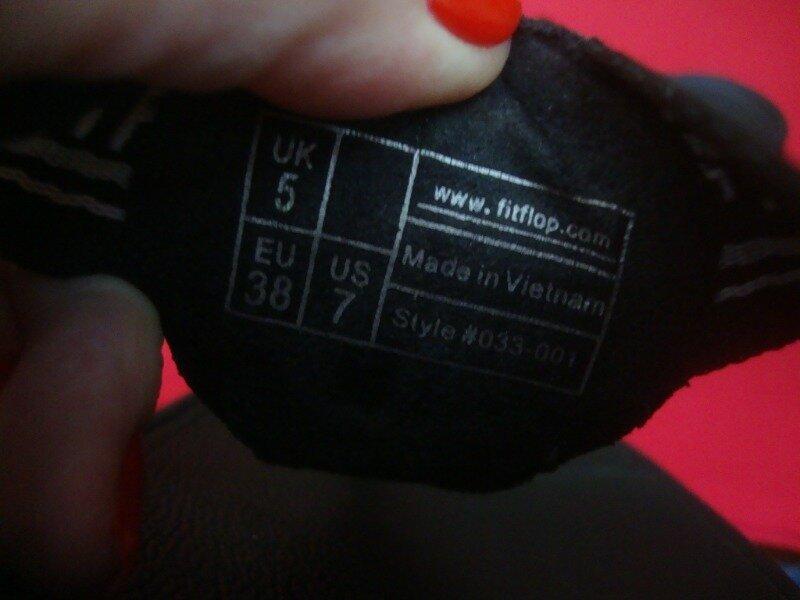 UK
5
EU
38
US
7
www.fitflop.com
Made in Vietnam
Style #033-001